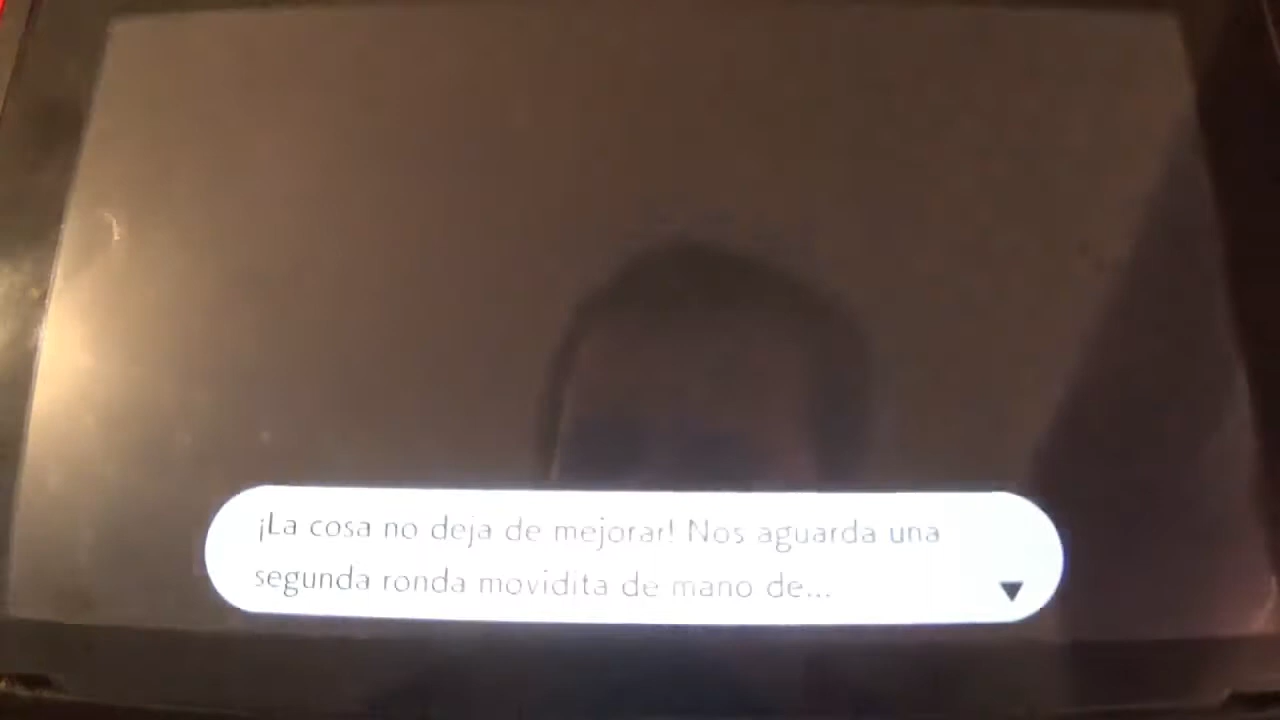 ¡La cosa no deja de mejorar! Nos aguarda una
segunda ronda movidita de mano de...